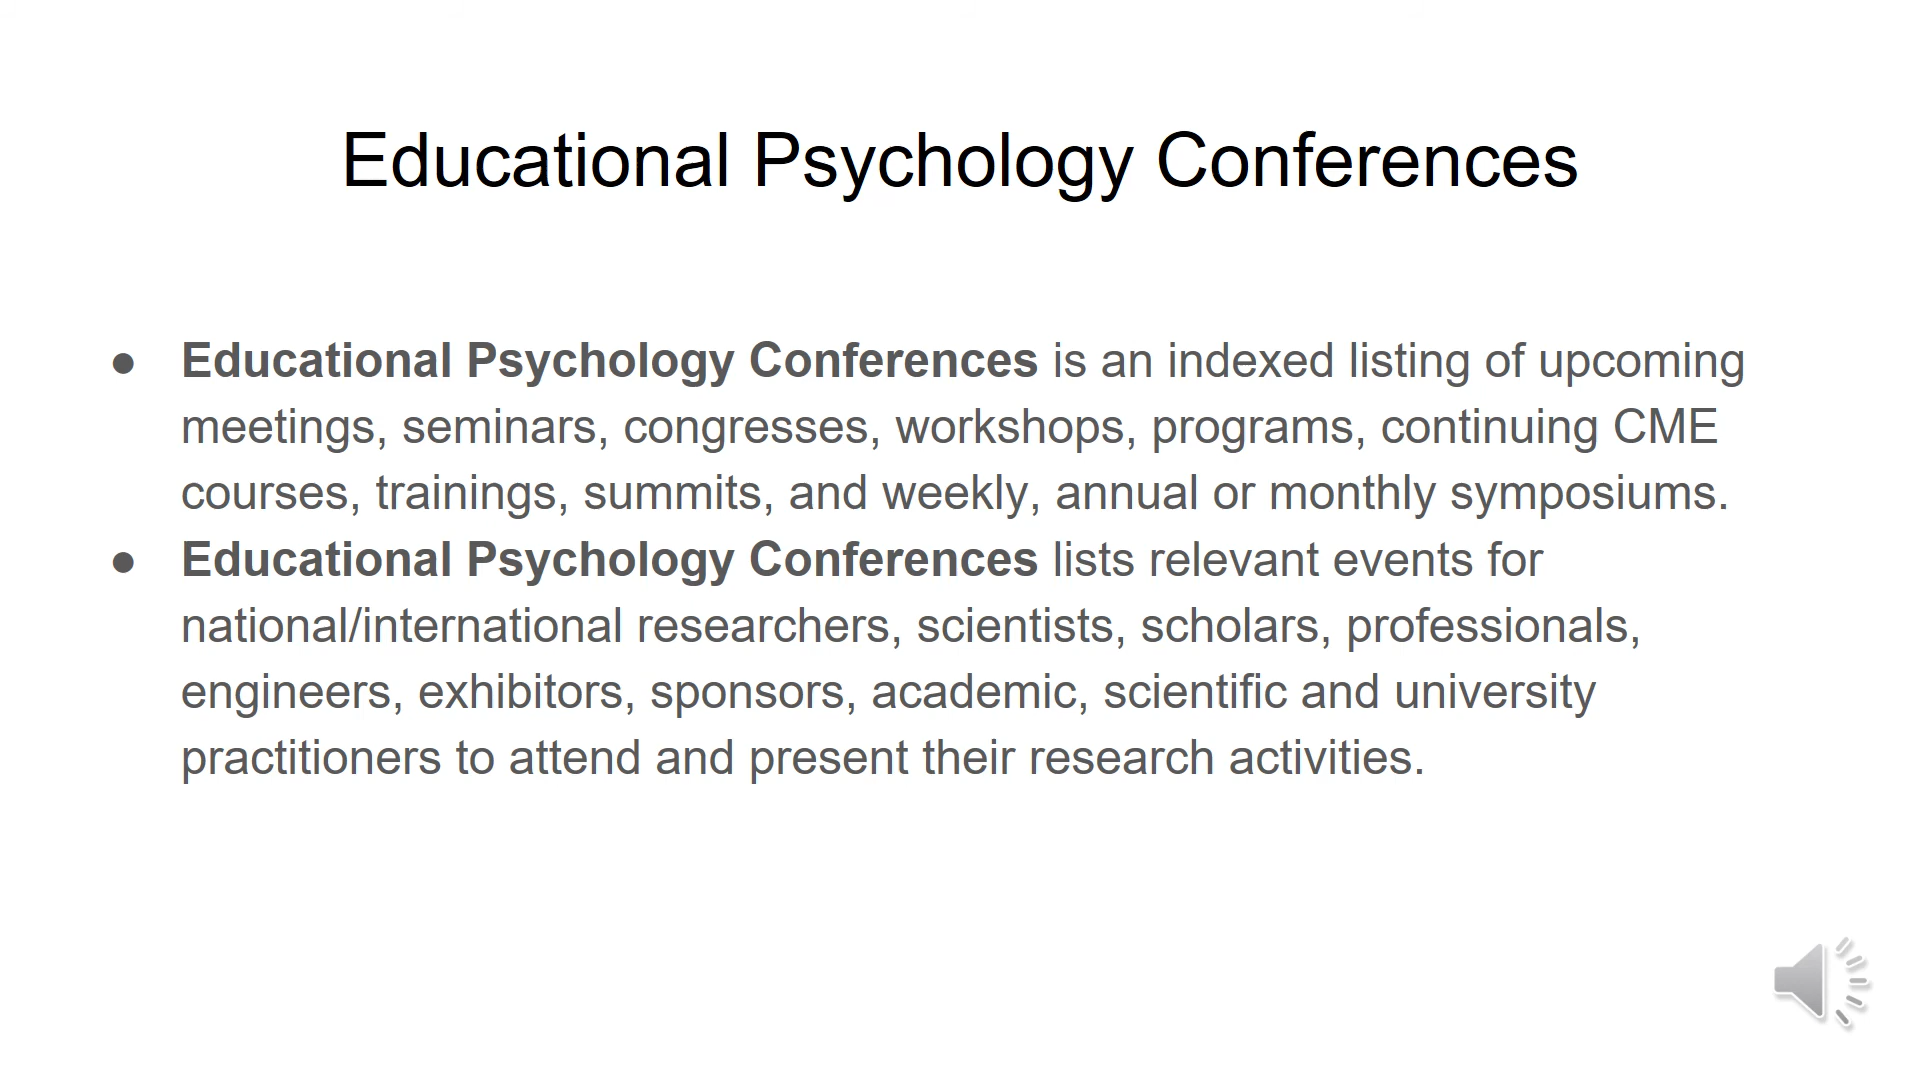 Educational Psychology Conferences
● Educational Psychology Conferences is an indexed listing of upcoming
meetings, seminars, congresses, workshops, programs, continuing CME
courses, trainings, summits, and weekly, annual or monthly symposiums.
● Educational Psychology Conferences lists relevant events for
national/international researchers, scientists, scholars, professionals,
engineers, exhibitors, sponsors, academic, scientific and university
practitioners to attend and present their research activities.